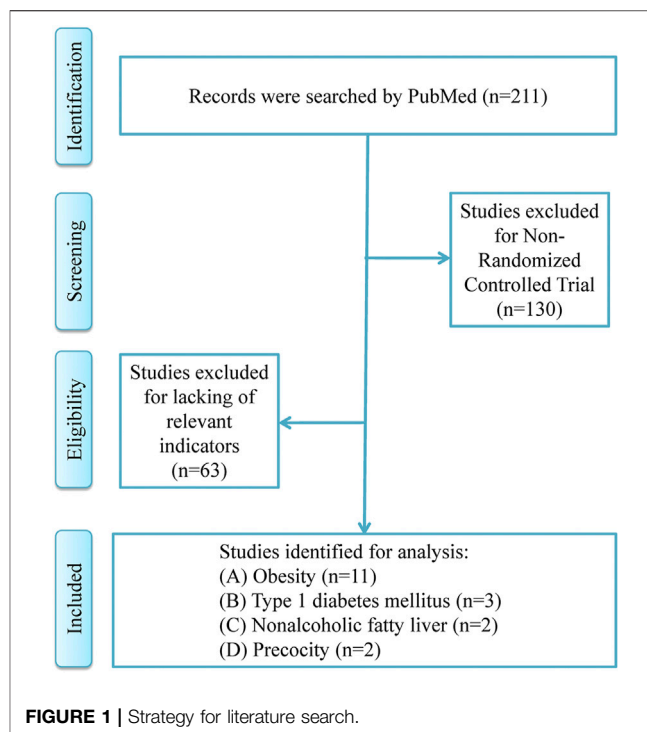 Identification
Records were searched by PubMed (n=211)
Screening
Studies excluded
for Non-
Randomized
Controlled Trial
(n=130)
Eligibility
Studies excluded
for lacking of
relevant
indicators
(n=63)
Included
Studies identified for analysis:
(A) Obesity (n=11)
(B) Type 1 diabetes mellitus (n=3)
(C) Nonalcoholic fatty liver (n=2)
(D) Precocity (n=2)
FIGURE 1 | Strategy for literature search.